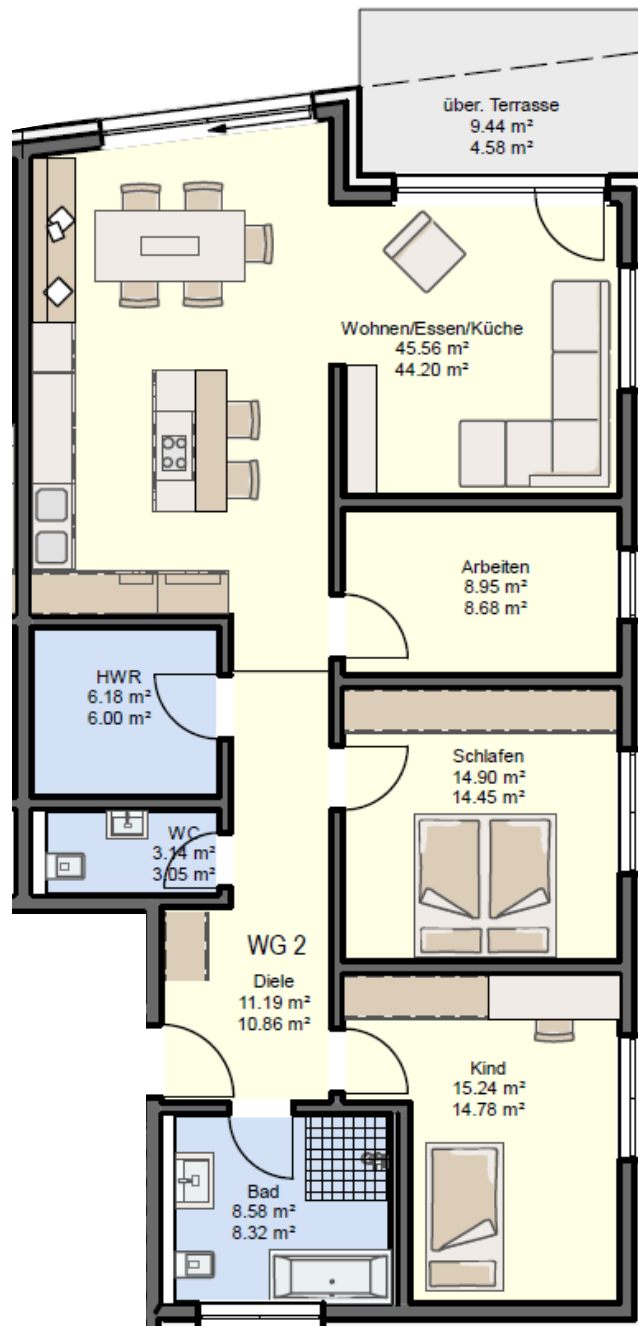 über. Terrasse
9.44 m²
4.58 m²
Wohnen/Essen/Küche
45.56 m²
44.20 m²
Arbeiten
8.95 m²
8.68 m²
HWR
6.18 m²
6.00 m²
Schlafen
14.90 m²
14.45 m²
WC
3.14 m²
3.05 m²
WG 2
Diele
11.19 m²
10.86 m²
Kind
15.24 m²
14.78 m²
Bad
8.58 m²
8.32 m²